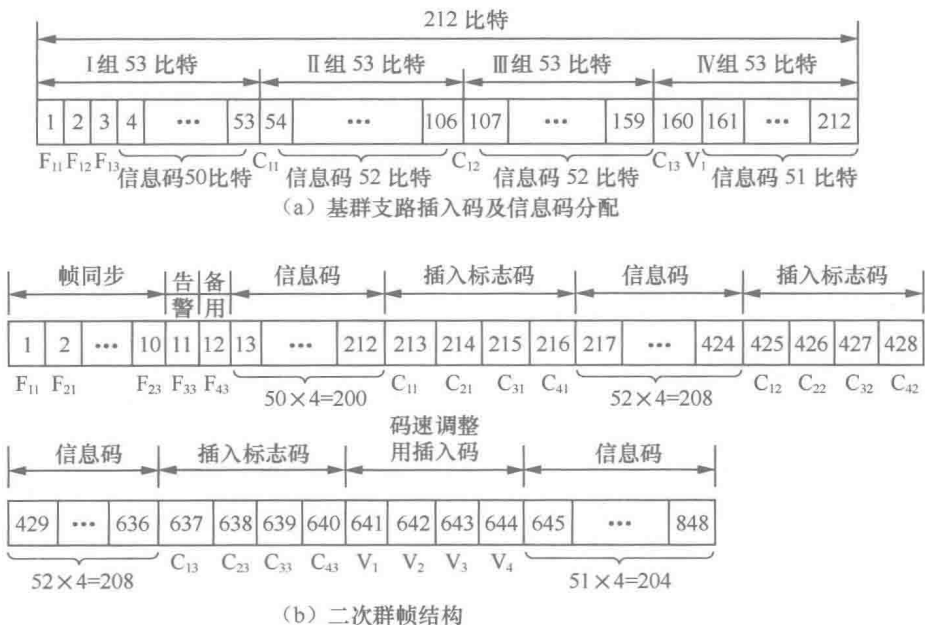 212 比特
Ⅰ组 53 比特 Ⅱ组 53 比特 Ⅲ组 53 比特 Ⅳ组 53 比特
1 2 3 4 ··· 53 54 ··· 106 107 ··· 159 160 161 ··· 212
F₁₁ F₁₂ F₁₃ 信息码50比特 C₁₁ 信息码 52 比特 C₁₂ 信息码 52 比特 C₁₃ V₁ 信息码 51 比特
（a）基群支路插入码及信息码分配
帧同步 告警 备用 信息码 插入标志码 信息码 插入标志码
1 2 ··· 10 11 12 13 ··· 212 213 214 215 216 217 ··· 424 425 426 427 428
F₁₁ F₂₁ F₂₃ F₃₃ F₄₃ 50×4=200 C₁₁ C₂₁ C₃₁ C₄₁ 52×4=208 C₁₂ C₂₂ C₃₂ C₄₂
码速调整
信息码 插入标志码 用插入码 信息码
429 ··· 636 637 638 639 640 641 642 643 644 645 ··· 848
52×4=208 C₁₃ C₂₃ C₃₃ C₄₃ V₁ V₂ V₃ V₄ 51×4=204
（b）二次群帧结构